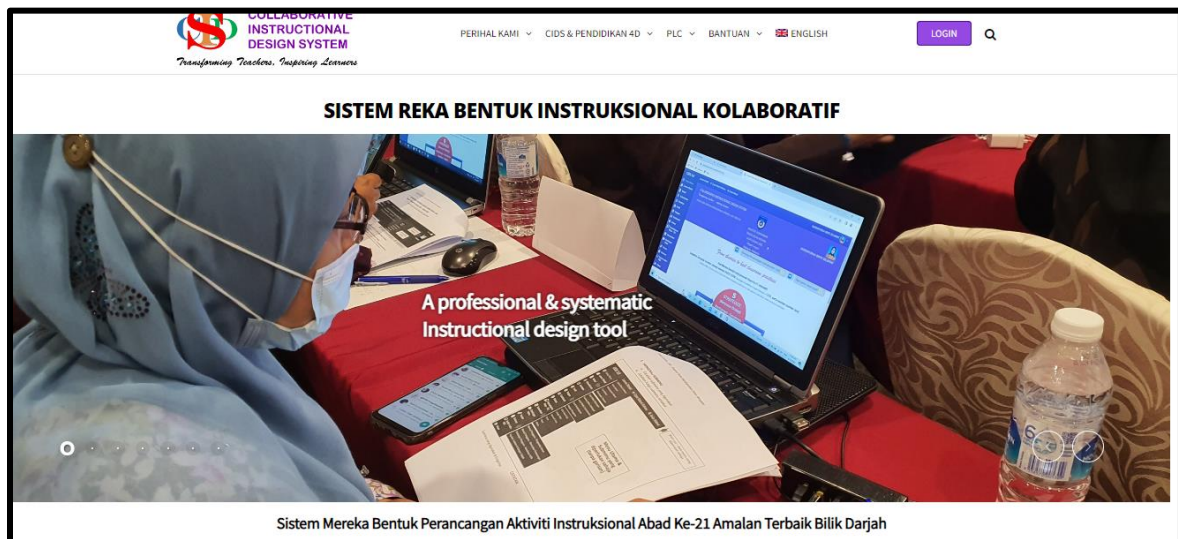 COLLABORATIVE
INSTRUCTIONAL
DESIGN SYSTEM
Transforming Teachers, Inspiring Learners
PERIHAL KAMI CIDS & PENDIDIKAN 4D PLC BANTUAN ENGLISH
LOGIN
SISTEM REKA BENTUK INSTRUKSIONAL KOLABORATIF
A professional & systematic
Instructional design tool
Sistem Mereka Bentuk Perancangan Aktiviti Instruksional Abad Ke-21 Amalan Terbaik Bilik Darjah